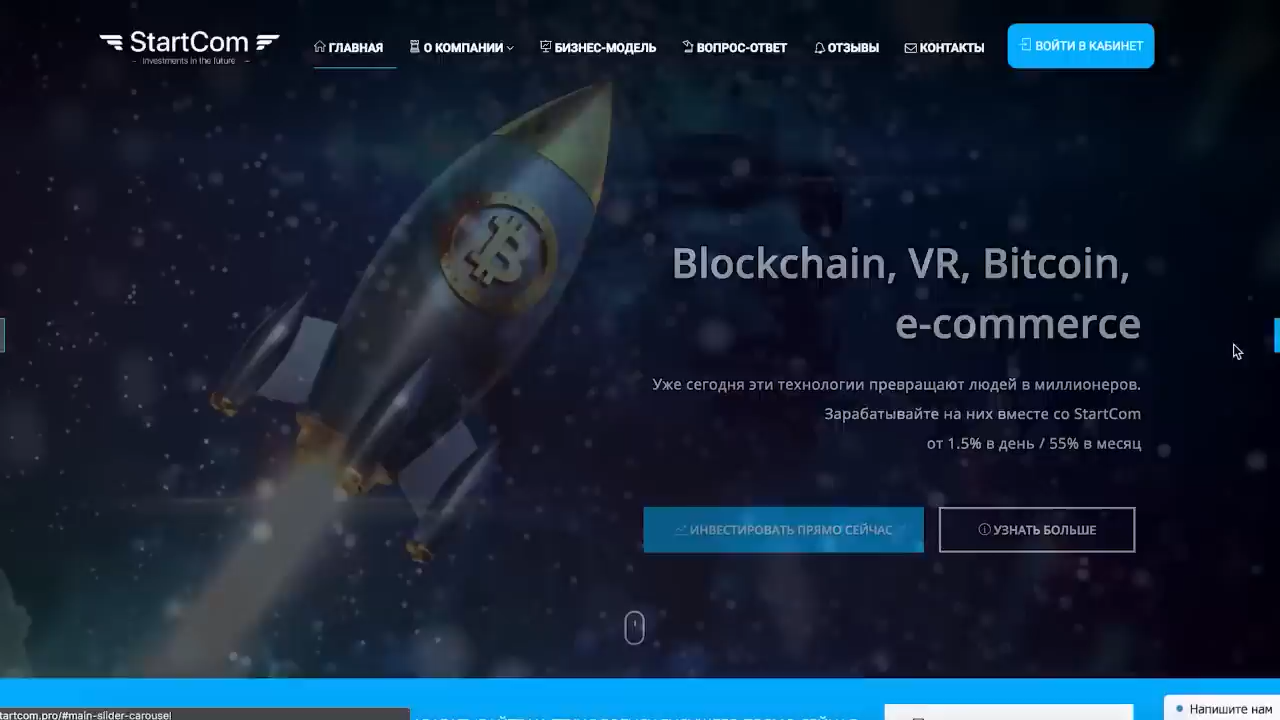 StartCom
investments in the future
ГЛАВНАЯ
О КОМПАНИИ
БИЗНЕС-МОДЕЛЬ
ВОПРОС-ОТВЕТ
ОТЗЫВЫ
КОНТАКТЫ
ВОЙТИ В КАБИНЕТ
Blockchain, VR, Bitcoin,
e-commerce
Уже сегодня эти технологии превращают людей в миллионеров.
Зарабатывайте на них вместе со StartCom
от 1.5% в день / 55% в месяц
ИНВЕСТИРОВАТЬ ПРЯМО СЕЙЧАС
УЗНАТЬ БОЛЬШЕ
tartcom.pro/#main-slider-carousel
Напишите нам